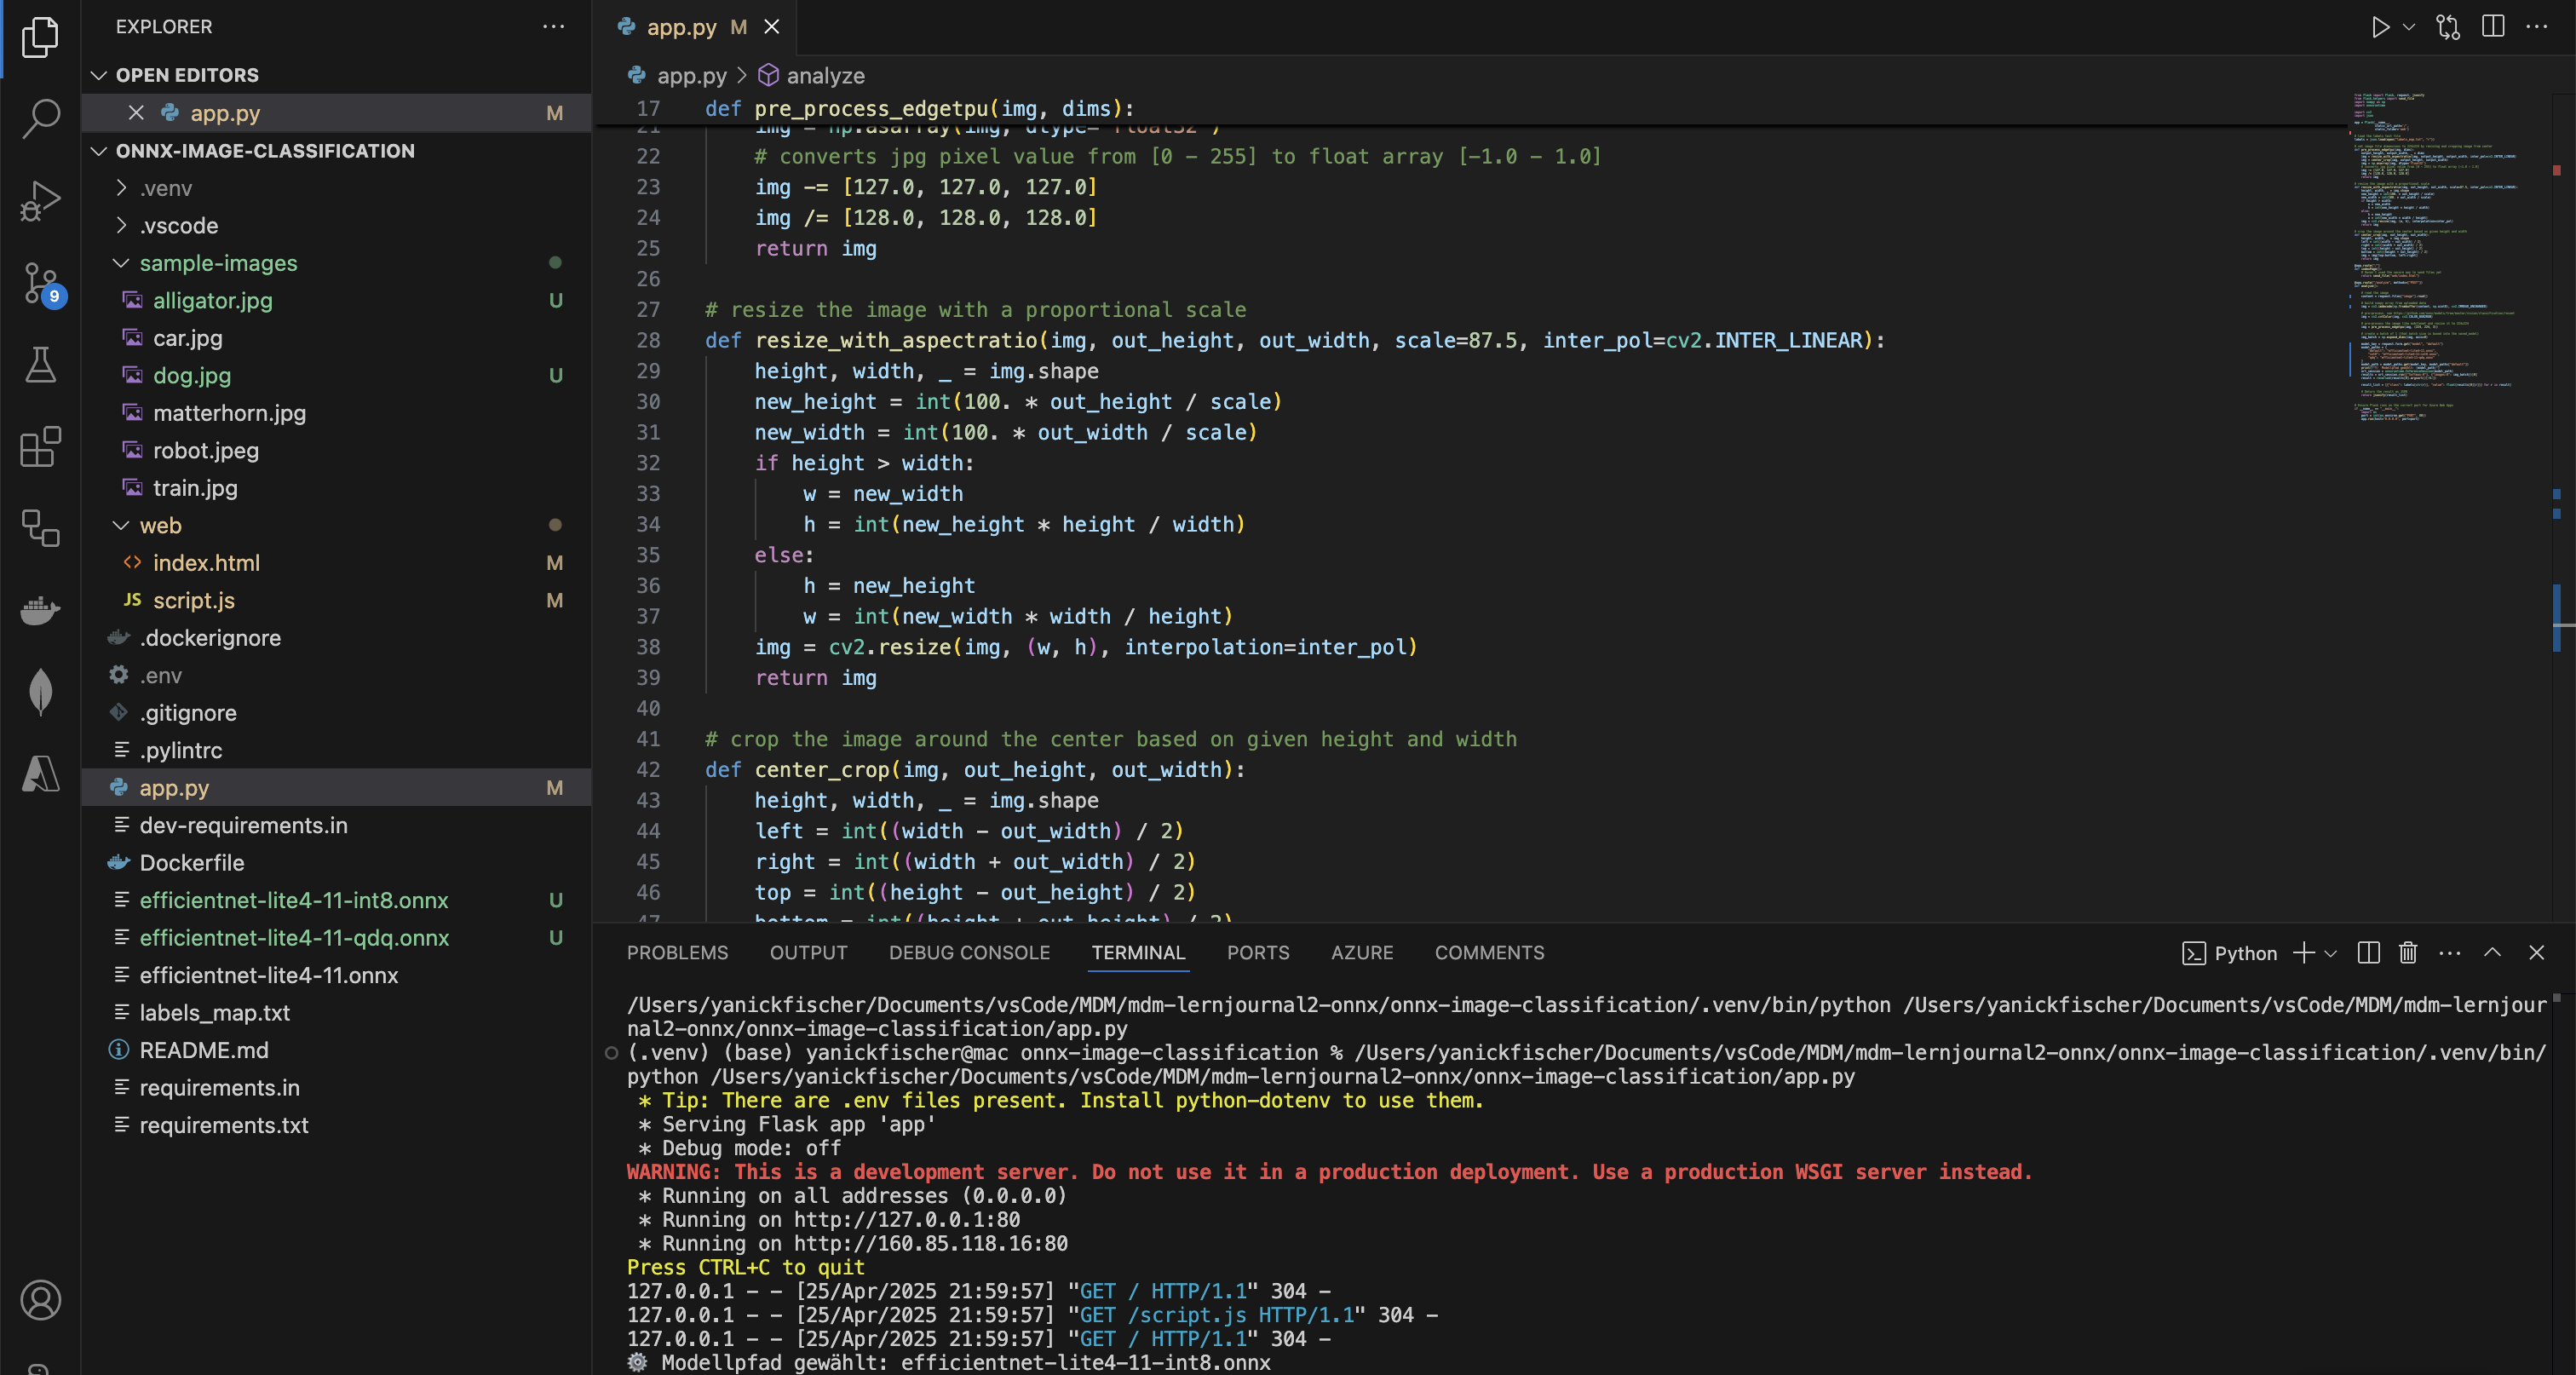 EXPLORER
OPEN EDITORS
app.py M
ONNX-IMAGE-CLASSIFICATION
.venv
.vscode
sample-images
alligator.jpg U
car.jpg
dog.jpg U
matterhorn.jpg
robot.jpeg
train.jpg
web
index.html M
JS script.js M
.dockerignore
.env
.gitignore
.pylintrc
app.py M
dev-requirements.in
Dockerfile
efficientnet-lite4-11-int8.onnx U
efficientnet-lite4-11-qdq.onnx U
efficientnet-lite4-11.onnx
labels_map.txt
README.md
requirements.in
requirements.txt
9
app.py M
app.py > analyze
17 def pre_process_edgetpu(img, dims):
21 img = np.asarray(img, dtype='float32')
22 # converts jpg pixel value from [0 - 255] to float array [-1.0 - 1.0]
23 img -= [127.0, 127.0, 127.0]
24 img /= [128.0, 128.0, 128.0]
25 return img
26
27 # resize the image with a proportional scale
28 def resize_with_aspectratio(img, out_height, out_width, scale=87.5, inter_pol=cv2.INTER_LINEAR):
29 height, width, _ = img.shape
30 new_height = int(100. * out_height / scale)
31 new_width = int(100. * out_width / scale)
32 if height > width:
33 w = new_width
34 h = int(new_height * height / width)
35 else:
36 h = new_height
37 w = int(new_width * width / height)
38 img = cv2.resize(img, (w, h), interpolation=inter_pol)
39 return img
40
41 # crop the image around the center based on given height and width
42 def center_crop(img, out_height, out_width):
43 height, width, _ = img.shape
44 left = int((width - out_width) / 2)
45 right = int((width + out_width) / 2)
46 top = int((height - out_height) / 2)
47 bottom = int((height + out_height) / 2)
PROBLEMS OUTPUT DEBUG CONSOLE TERMINAL PORTS AZURE COMMENTS
Python
/Users/yanickfischer/Documents/vsCode/MDM/mdm-lernjournal2-onnx/onnx-image-classification/.venv/bin/python /Users/yanickfischer/Documents/vsCode/MDM/mdm-lernjour
nal2-onnx/onnx-image-classification/app.py
(.venv) (base) yanickfischer@mac onnx-image-classification % /Users/yanickfischer/Documents/vsCode/MDM/mdm-lernjournal2-onnx/onnx-image-classification/.venv/bin/
python /Users/yanickfischer/Documents/vsCode/MDM/mdm-lernjournal2-onnx/onnx-image-classification/app.py
* Tip: There are .env files present. Install python-dotenv to use them.
* Serving Flask app 'app'
* Debug mode: off
WARNING: This is a development server. Do not use it in a production deployment. Use a production WSGI server instead.
* Running on all addresses (0.0.0.0)
* Running on http://127.0.0.1:80
* Running on http://160.85.118.16:80
Press CTRL+C to quit
127.0.0.1 - - [25/Apr/2025 21:59:57] "GET / HTTP/1.1" 304 -
127.0.0.1 - - [25/Apr/2025 21:59:57] "GET /script.js HTTP/1.1" 304 -
127.0.0.1 - - [25/Apr/2025 21:59:57] "GET / HTTP/1.1" 304 -
Modellpfad gewählt: efficientnet-lite4-11-int8.onnx